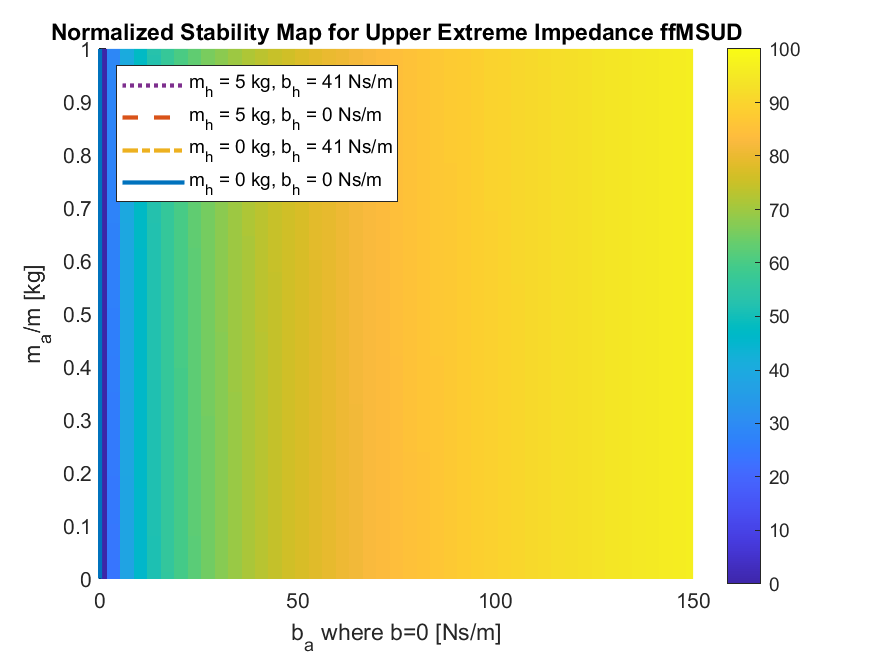 Normalized Stability Map for Upper Extreme Impedance ffMSUD
m_h = 5 kg, b_h = 41 Ns/m
m_h = 5 kg, b_h = 0 Ns/m
m_h = 0 kg, b_h = 41 Ns/m
m_h = 0 kg, b_h = 0 Ns/m
m_a/m [kg]
1
0.9
0.8
0.7
0.6
0.5
0.4
0.3
0.2
0.1
0
0 50 100 150
b_a where b=0 [Ns/m]
100
90
80
70
60
50
40
30
20
10
0